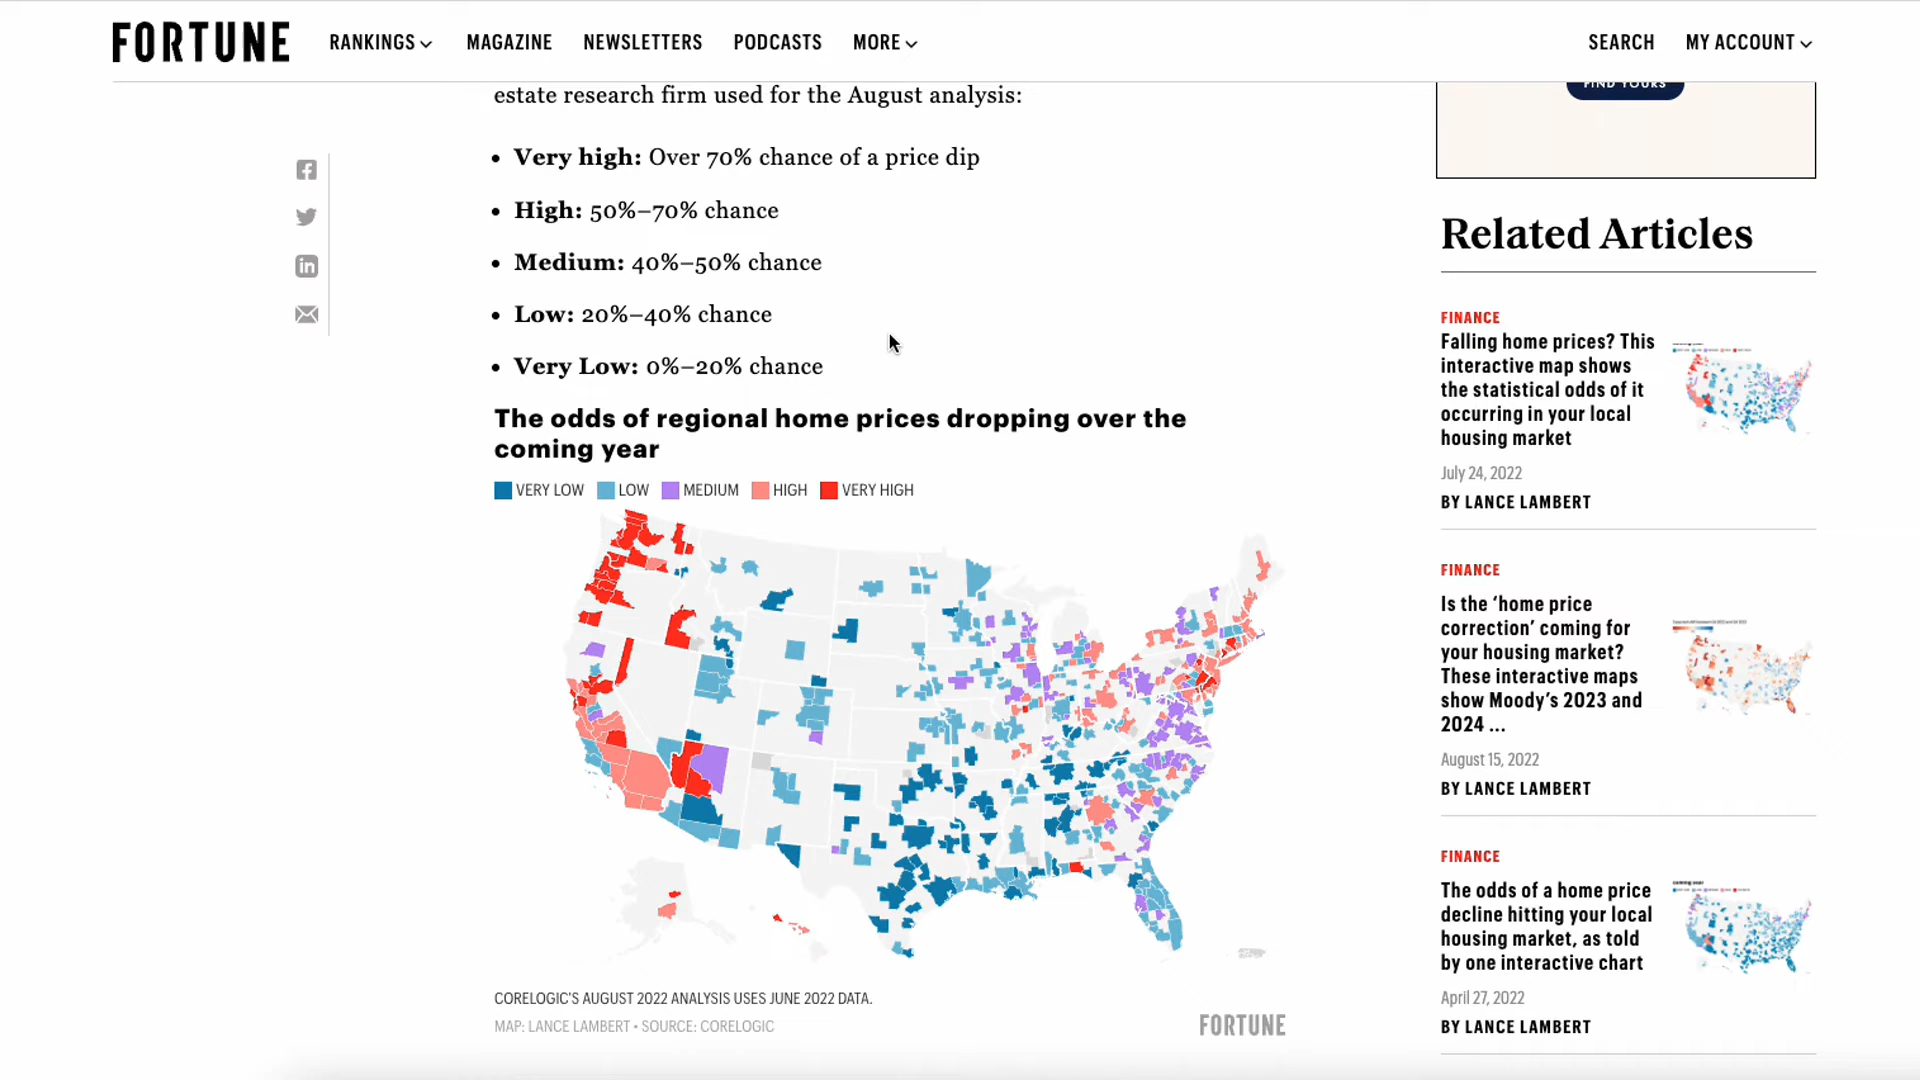 FORTUNE
RANKINGS
MAGAZINE
NEWSLETTERS
PODCASTS
MORE
SEARCH
MY ACCOUNT
estate research firm used for the August analysis:
• Very high: Over 70% chance of a price dip
• High: 50%–70% chance
• Medium: 40%–50% chance
• Low: 20%–40% chance
• Very Low: 0%–20% chance
The odds of regional home prices dropping over the
coming year
VERY LOW LOW MEDIUM HIGH VERY HIGH
CORELOGIC'S AUGUST 2022 ANALYSIS USES JUNE 2022 DATA.
MAP: LANCE LAMBERT • SOURCE: CORELOGIC
FORTUNE
FIND YOURS
Related Articles
FINANCE
Falling home prices? This
interactive map shows
the statistical odds of it
occurring in your local
housing market
July 24, 2022
BY LANCE LAMBERT
FINANCE
Is the ‘home price
correction’ coming for
your housing market?
These interactive maps
show Moody’s 2023 and
2024 ...
August 15, 2022
BY LANCE LAMBERT
FINANCE
The odds of a home price
decline hitting your local
housing market, as told
by one interactive chart
April 27, 2022
BY LANCE LAMBERT